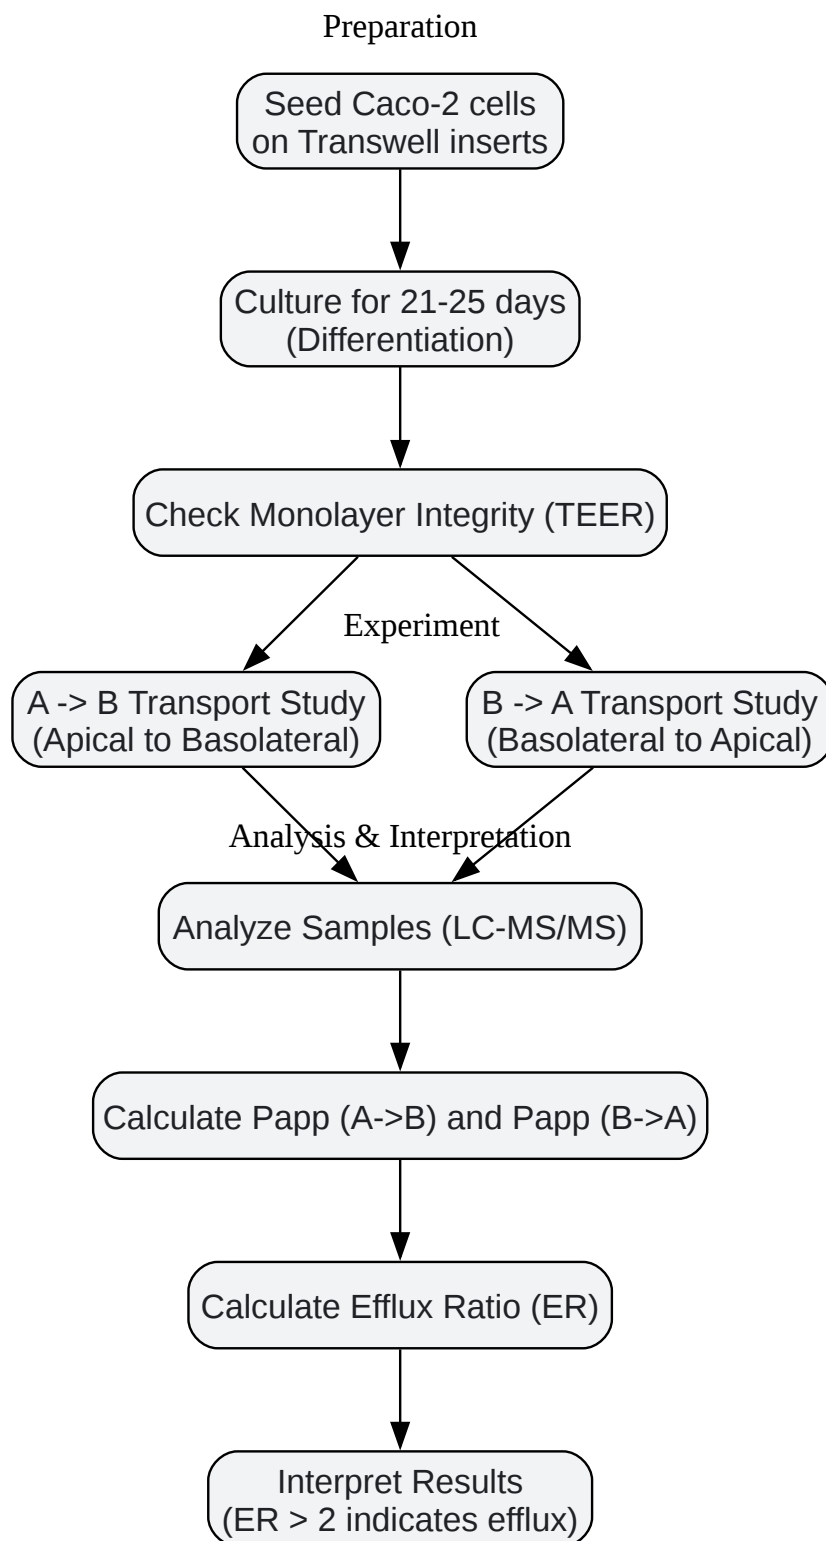 Preparation
Seed Caco-2 cells
on Transwell inserts
Culture for 21-25 days
(Differentiation)
Check Monolayer Integrity (TEER)
Experiment
A -> B Transport Study
(Apical to Basolateral)
B -> A Transport Study
(Basolateral to Apical)
Analysis & Interpretation
Analyze Samples (LC-MS/MS)
Calculate Papp (A->B) and Papp (B->A)
Calculate Efflux Ratio (ER)
Interpret Results
(ER > 2 indicates efflux)